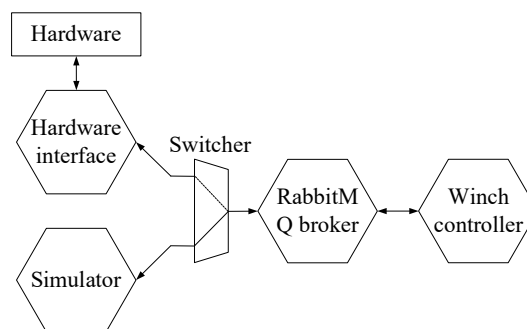 Hardware
Hardware
interface
Switcher
RabbitM
Q broker
Winch
controller
Simulator